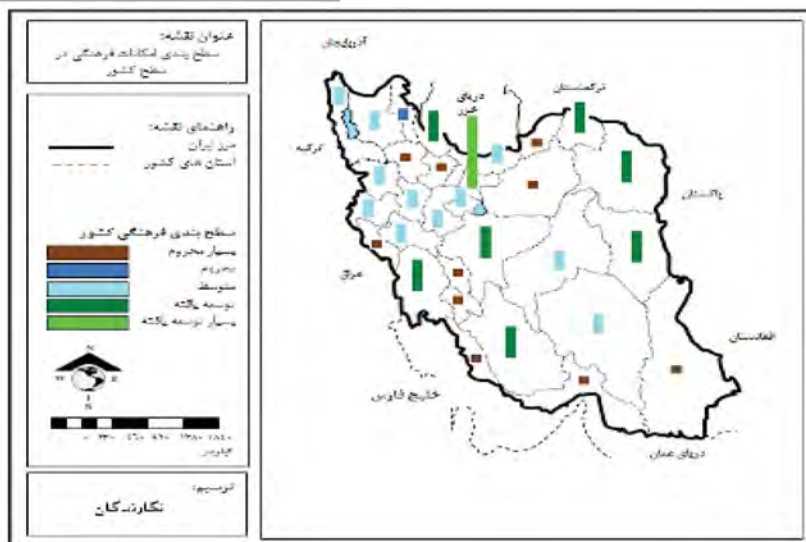 عنوان نقشه:
سطح بندی امکانات فرهنگی در
سطح کشور
راهنمای نقشه:
مرز ایران
استان های کشور
سطح بندی فرهنگی کشور
بسیار محروم
محروم
متوسط
توسعه یافته
بسیار توسعه یافته
N
W E
S
کیلومتر
ترسیم:
نگارندگان
آذربایجان
ترکمنستان
دریای
خزر
ترکیه
پاکستان
عراق
افغانستان
خلیج فارس
دریای عمان